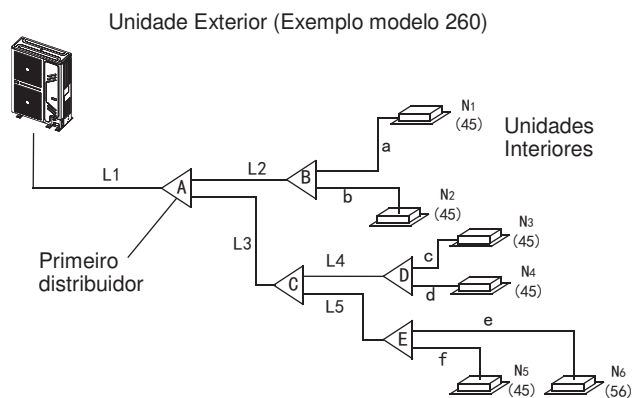 Unidade Exterior (Exemplo modelo 260)
N1
(45)
Unidades
Interiores
a
L1
A
L2
B
b
N2
(45)
Primeiro
distribuidor
L3
L4
C
D
c
N3
(45)
d
N4
(45)
L5
E
e
f
N5
(45)
N6
(56)